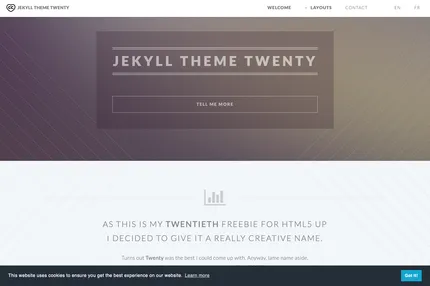 JEKYLL THEME TWENTY
WELCOME LAYOUTS CONTACT EN FR
JEKYLL THEME TWENTY
TELL ME MORE
AS THIS IS MY TWENTIETH FREEBIE FOR HTML5 UP
I DECIDED TO GIVE IT A REALLY CREATIVE NAME.
Turns out Twenty was the best I could come up with. Anyway, lame name aside,
This website uses cookies to ensure you get the best experience on our website. Learn more
Got it!